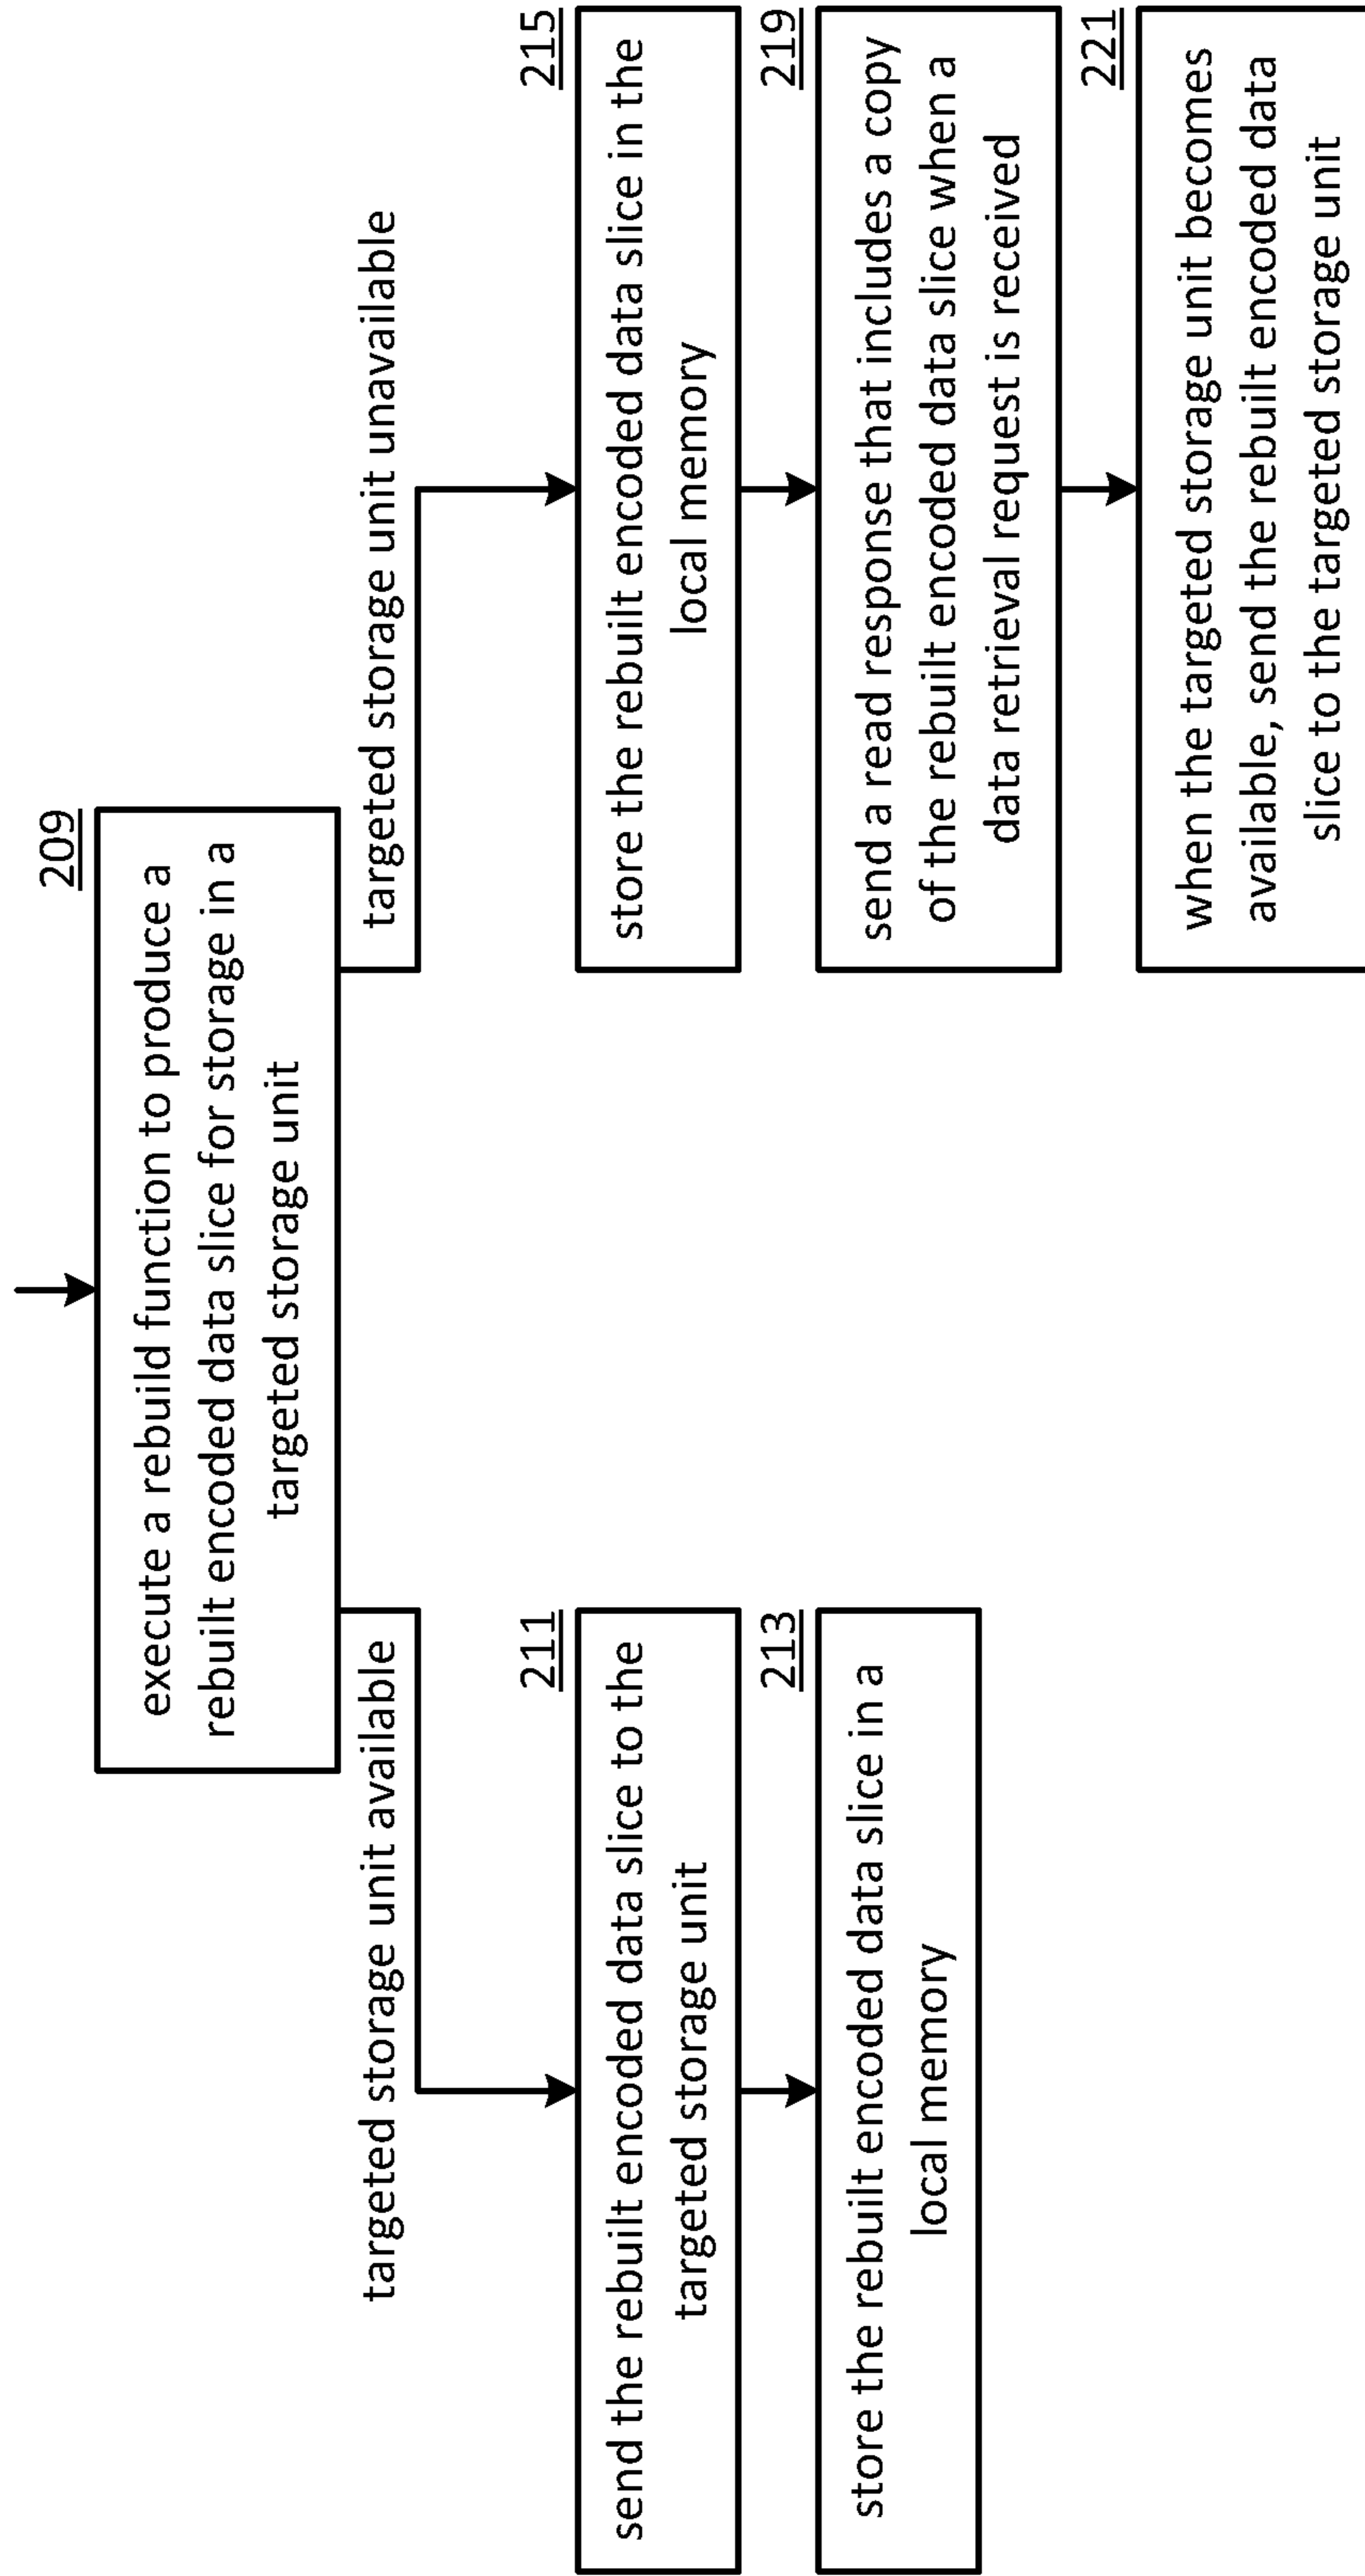 209
execute a rebuild function to produce a
rebuilt encoded data slice for storage in a
targeted storage unit
targeted storage unit available
targeted storage unit unavailable
211
send the rebuilt encoded data slice to the
targeted storage unit
213
store the rebuilt encoded data slice in a
local memory
215
store the rebuilt encoded data slice in the
local memory
219
send a read response that includes a copy
of the rebuilt encoded data slice when a
data retrieval request is received
221
when the targeted storage unit becomes
available, send the rebuilt encoded data
slice to the targeted storage unit